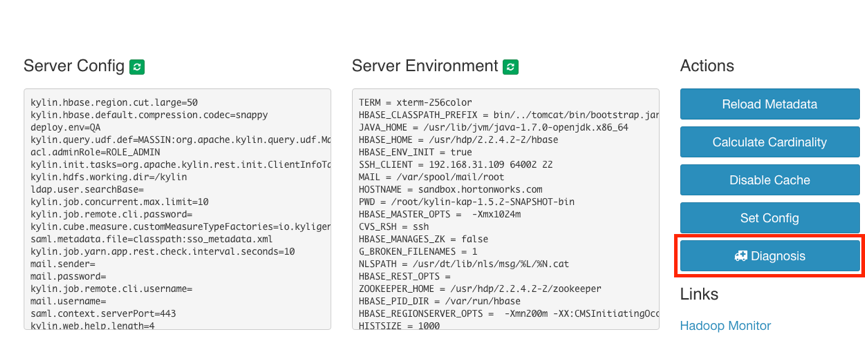 Server Config
kylin.hbase.region.cut.large=50
kylin.hbase.default.compression.codec=snappy
deploy.env=QA
kylin.query.udf.def=MASSIN:org.apache.kylin.query.udf.Ma
acl.adminRole=ROLE_ADMIN
kylin.init.tasks=org.apache.kylin.rest.init.ClientInfoTo
kylin.hdfs.working.dir=/kylin
ldap.user.searchBase=
kylin.job.concurrent.max.limit=10
kylin.job.remote.cli.password=
kylin.cube.measure.customMeasureTypeFactories=io.kyliger
saml.metadata.file=classpath:sso_metadata.xml
kylin.job.yarn.app.rest.check.interval.seconds=10
mail.sender=
mail.password=
kylin.job.remote.cli.username=
mail.username=
saml.context.serverPort=443
kylin.web.help.length=4
Server Environment
TERM = xterm-256color
HBASE_CLASSPATH_PREFIX = bin/../tomcat/bin/bootstrap.jar
JAVA_HOME = /usr/lib/jvm/java-1.7.0-openjdk.x86_64
HBASE_HOME = /usr/hdp/2.2.4.2-2/hbase
HBASE_ENV_INIT = true
SSH_CLIENT = 192.168.31.109 64002 22
MAIL = /var/spool/mail/root
HOSTNAME = sandbox.hortonworks.com
PWD = /root/kylin-kap-1.5.2-SNAPSHOT-bin
HBASE_MASTER_OPTS =  -Xmx1024m
CVS_RSH = ssh
HBASE_MANAGES_ZK = false
G_BROKEN_FILENAMES = 1
NLSPATH = /usr/dt/lib/nls/msg/%L/%N.cat
HBASE_REST_OPTS =
ZOOKEEPER_HOME = /usr/hdp/2.2.4.2-2/zookeeper
HBASE_PID_DIR = /var/run/hbase
HBASE_REGIONSERVER_OPTS =  -Xmn200m -XX:CMSInitiatingOcc
HISTSIZE = 1000
Actions
Reload Metadata
Calculate Cardinality
Disable Cache
Set Config
Diagnosis
Links
Hadoop Monitor